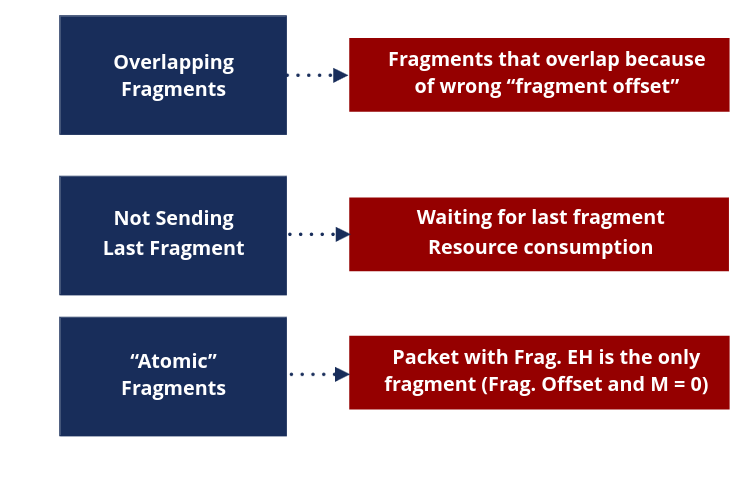 Overlapping
Fragments
Fragments that overlap because
of wrong “fragment offset”
Not Sending
Last Fragment
Waiting for last fragment
Resource consumption
“Atomic”
Fragments
Packet with Frag. EH is the only
fragment (Frag. Offset and M = 0)